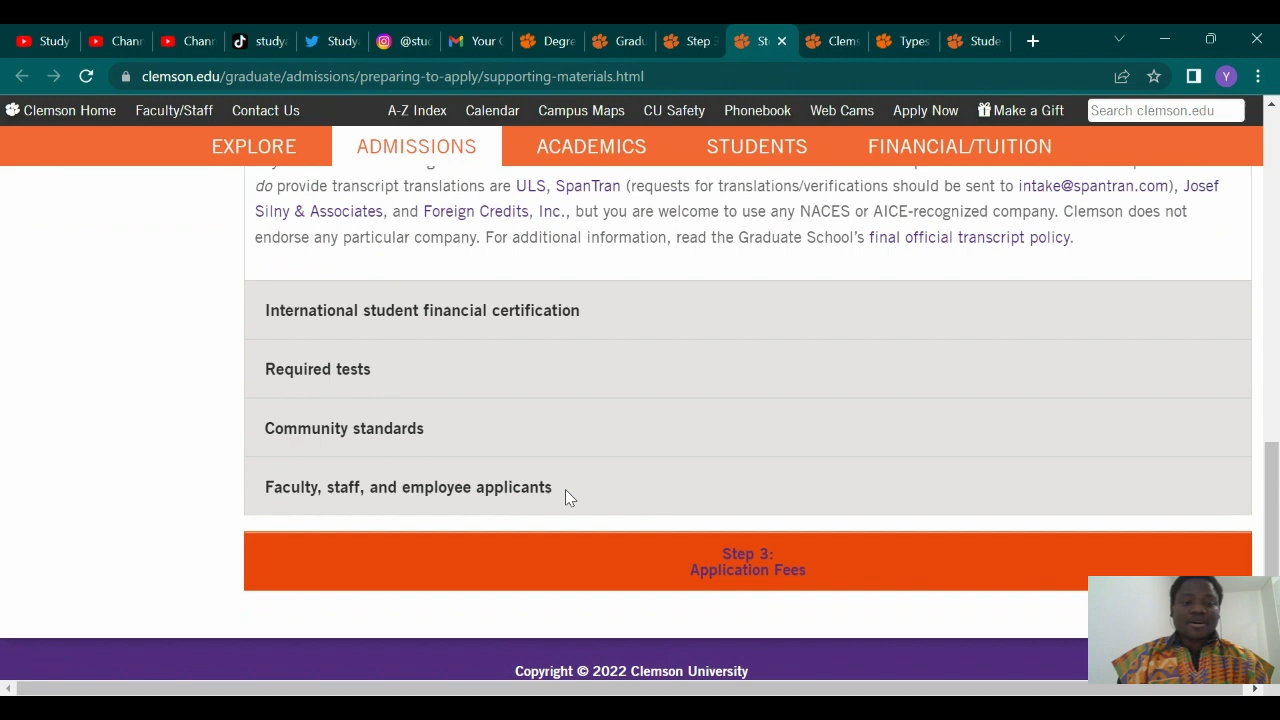 Study
Chann
Chann
study
Study
@stud
Your C
Degre
Gradu
Step 3
St
Clems
Types
Stude
clemson.edu/graduate/admissions/preparing-to-apply/supporting-materials.html
Y
Clemson Home Faculty/Staff Contact Us A-Z Index Calendar Campus Maps CU Safety Phonebook Web Cams Apply Now Make a Gift Search clemson.edu
EXPLORE ADMISSIONS ACADEMICS STUDENTS FINANCIAL/TUITION
do provide transcript translations are ULS, SpanTran (requests for translations/verifications should be sent to intake@spantran.com), Josef
Silny & Associates, and Foreign Credits, Inc., but you are welcome to use any NACES or AICE-recognized company. Clemson does not
endorse any particular company. For additional information, read the Graduate School’s final official transcript policy.
International student financial certification
Required tests
Community standards
Faculty, staff, and employee applicants
Step 3:
Application Fees
Copyright © 2022 Clemson University